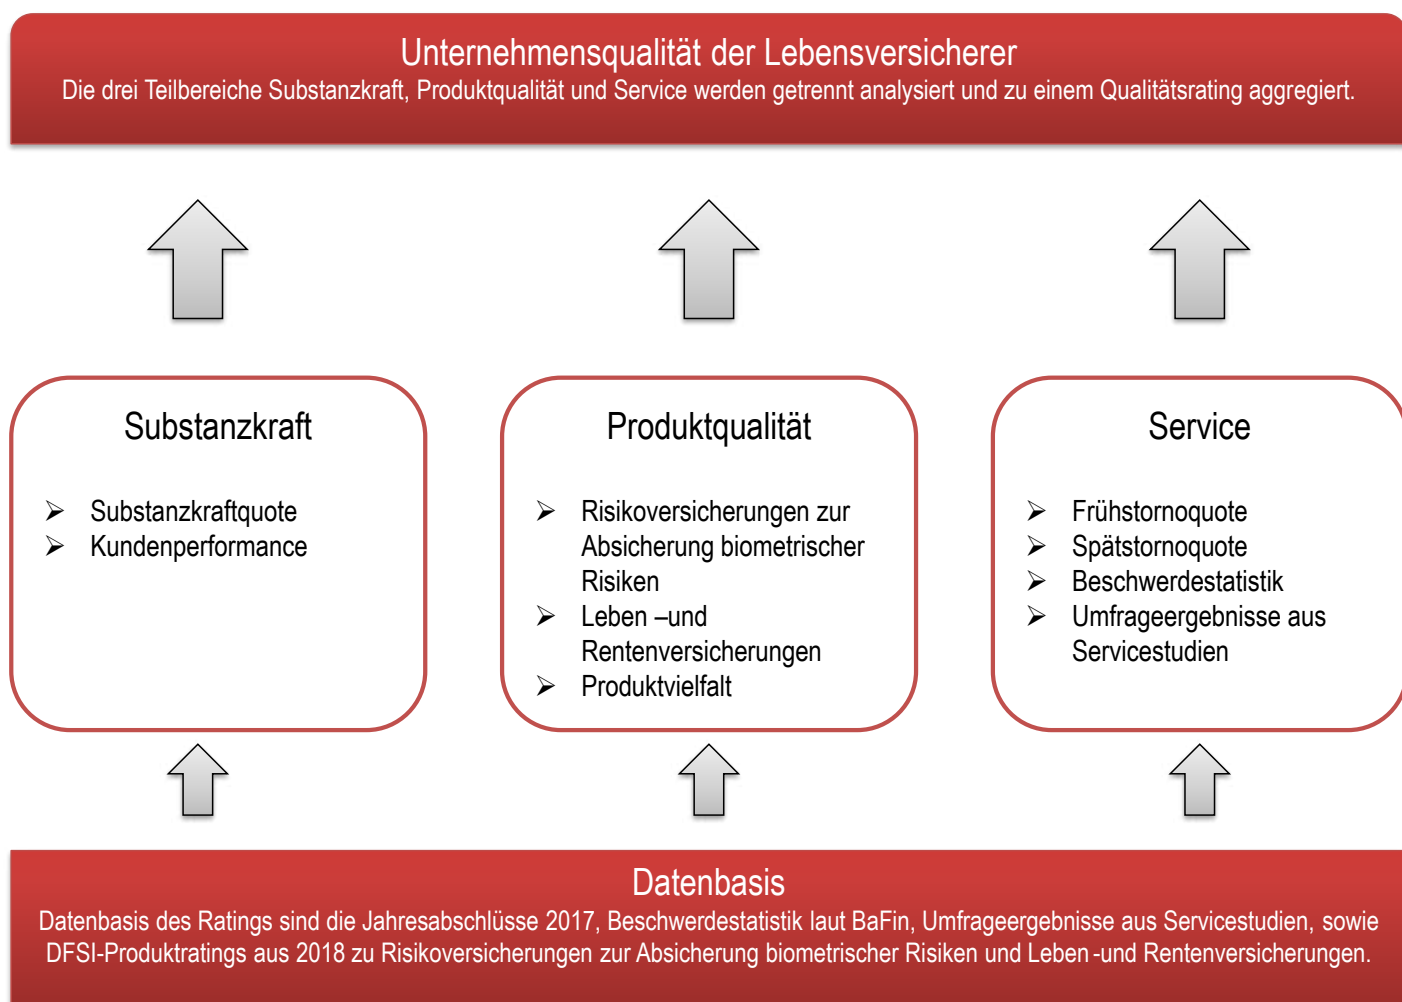 Unternehmensqualität der Lebensversicherer
Die drei Teilbereiche Substanzkraft, Produktqualität und Service werden getrennt analysiert und zu einem Qualitätsrating aggregiert.
Substanzkraft
➢ Substanzkraftquote
➢ Kundenperformance
Produktqualität
➢ Risikoversicherungen zur
Absicherung biometrischer
Risiken
➢ Leben –und
Rentenversicherungen
➢ Produktvielfalt
Service
➢ Frühstornoquote
➢ Spätstornoquote
➢ Beschwerdestatistik
➢ Umfrageergebnisse aus
Servicestudien
Datenbasis
Datenbasis des Ratings sind die Jahresabschlüsse 2017, Beschwerdestatistik laut BaFin, Umfrageergebnisse aus Servicestudien, sowie
DFSI-Produktratings aus 2018 zu Risikoversicherungen zur Absicherung biometrischer Risiken und Leben -und Rentenversicherungen.